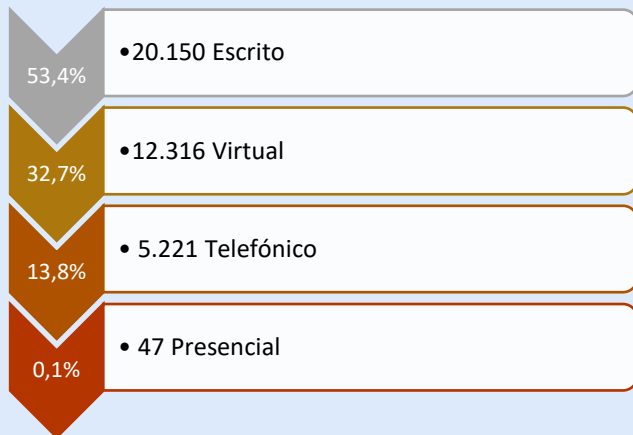 53,4%
•20.150 Escrito
32,7%
•12.316 Virtual
13,8%
• 5.221 Telefónico
0,1%
• 47 Presencial